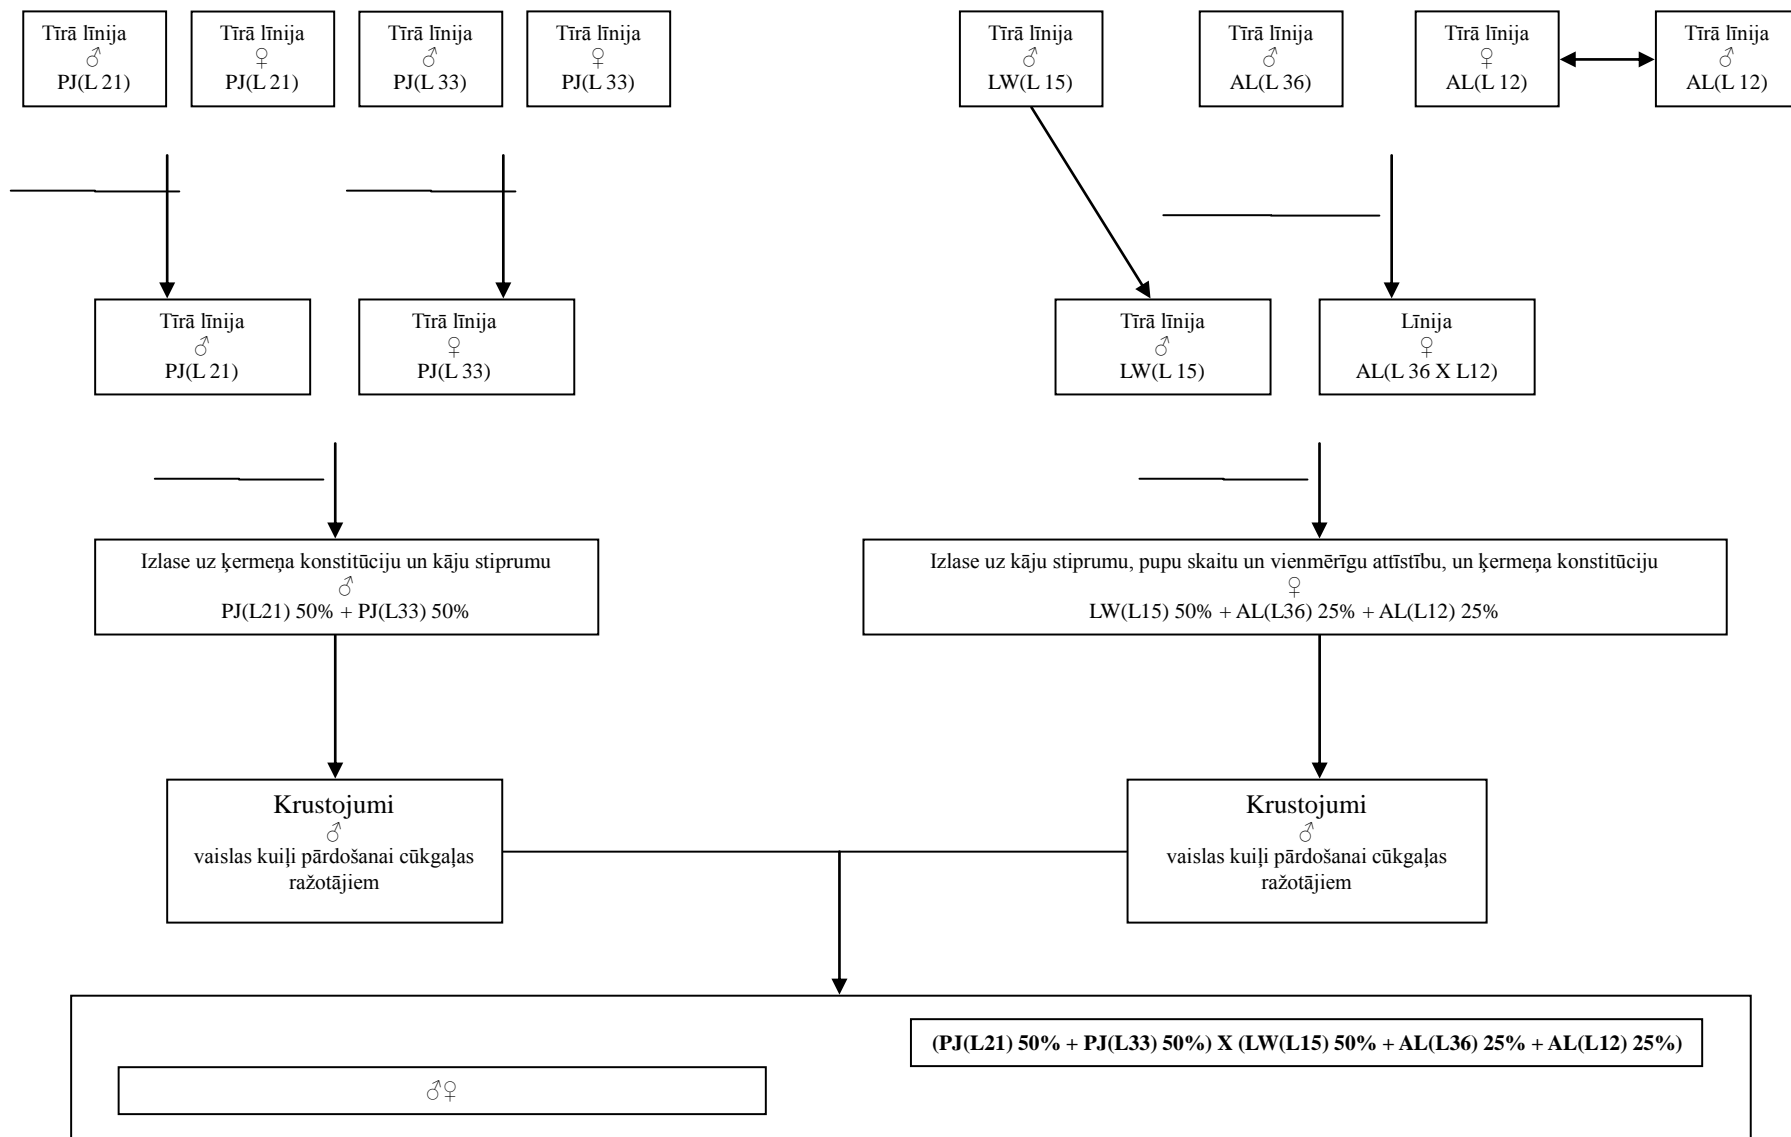 Tīrā līnija
♂
PJ(L 21)
Tīrā līnija
♀
PJ(L 21)
Tīrā līnija
♂
PJ(L 33)
Tīrā līnija
♀
PJ(L 33)
Tīrā līnija
♂
LW(L 15)
Tīrā līnija
♂
AL(L 36)
Tīrā līnija
♀
AL(L 12)
Tīrā līnija
♂
AL(L 12)
Tīrā līnija
♂
PJ(L 21)
Tīrā līnija
♀
PJ(L 33)
Tīrā līnija
♂
LW(L 15)
Līnija
♀
AL(L 36 X L12)
Izlase uz ķermeņa konstitūciju un kāju stiprumu
♂
PJ(L21) 50% + PJ(L33) 50%
Izlase uz kāju stiprumu, pupu skaitu un vienmērīgu attīstību, un ķermeņa konstitūciju
♀
LW(L15) 50% + AL(L36) 25% + AL(L12) 25%
Krustojumi
♂
vaislas kuiļi pārdošanai cūkgaļas
ražotājiem
Krustojumi
♂
vaislas kuiļi pārdošanai cūkgaļas
ražotājiem
(PJ(L21) 50% + PJ(L33) 50%) X (LW(L15) 50% + AL(L36) 25% + AL(L12) 25%)
♂♀